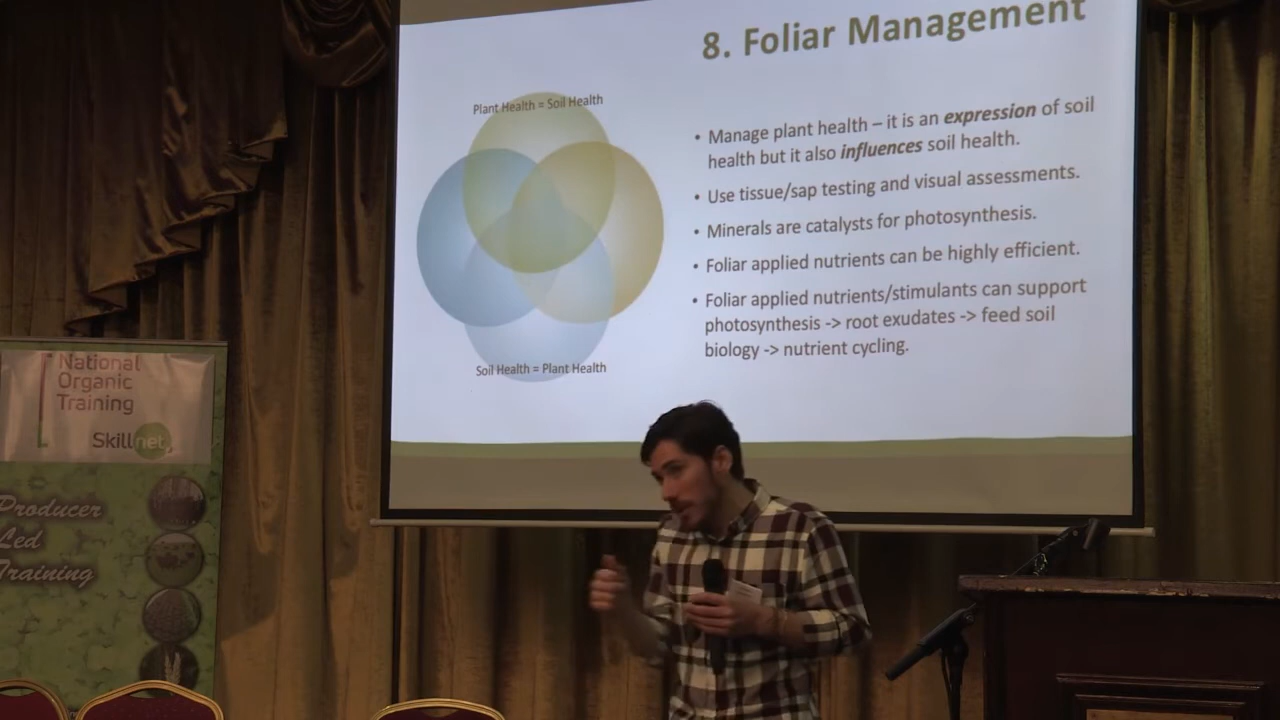 8. Foliar Management
Plant Health = Soil Health
Soil Health = Plant Health
• Manage plant health – it is an expression of soil
health but it also influences soil health.
• Use tissue/sap testing and visual assessments.
• Minerals are catalysts for photosynthesis.
• Foliar applied nutrients can be highly efficient.
• Foliar applied nutrients/stimulants can support
photosynthesis -> root exudates -> feed soil
biology -> nutrient cycling.
National
Organic
Training
Skillnet
Producer
Led
Training